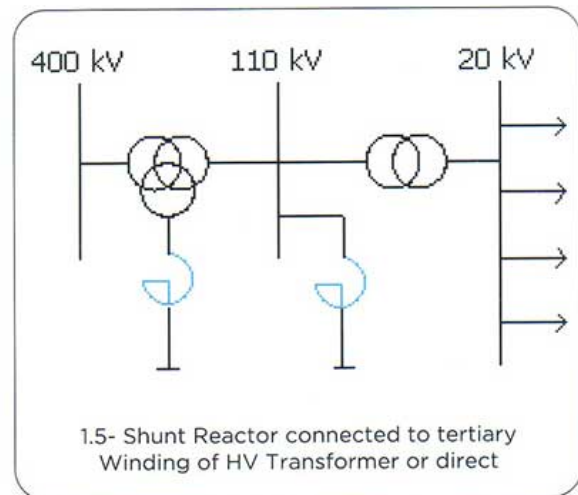 400 kV 110 kV 20 kV
1.5- Shunt Reactor connected to tertiary
Winding of HV Transformer or direct